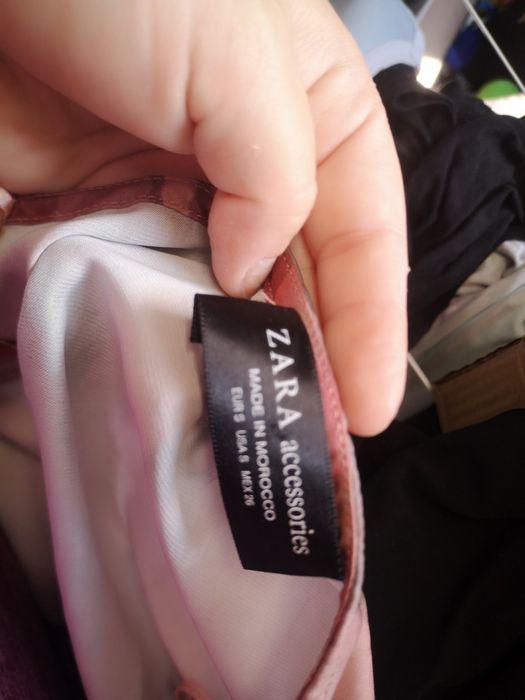 ZARA accessories
MADE IN MOROCCO
EUR S USA S MEX 26